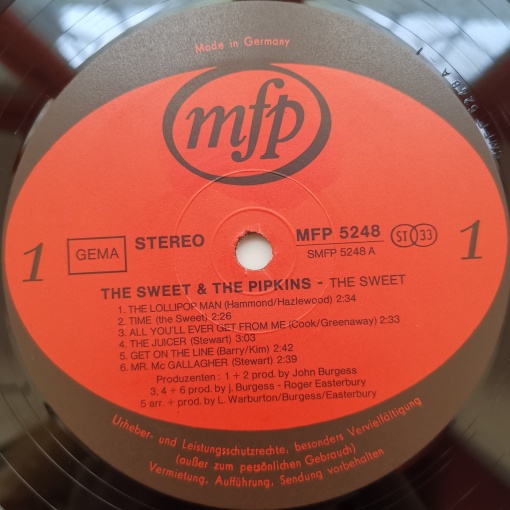 Made in Germany
mfp
1
GEMA
STEREO
MFP 5248
SMFP 5248 A
ST 33
1
THE SWEET & THE PIPKINS - THE SWEET
1. THE LOLLIPOP MAN (Hammond/Hazlewood) 2:34
2. TIME (the Sweet) 2:26
3. ALL YOU'LL EVER GET FROM ME (Cook/Greenaway) 2:33
4. THE JUICER (Stewart) 3:03
5. GET ON THE LINE (Barry/Kim) 2:42
6. MR. Mc GALLAGHER (Stewart) 2:39
Produzenten : 1 + 2 prod. by John Burgess
3, 4 + 6 prod. by j. Burgess - Roger Easterbury
5 arr. + prod. by L. Warburton/Burgess/Easterbury
Urheber- und Leistungsschutzrechte, besonders Vervielfältigung
(außer zum persönlichen Gebrauch)
Vermietung, Aufführung, Sendung vorbehalten